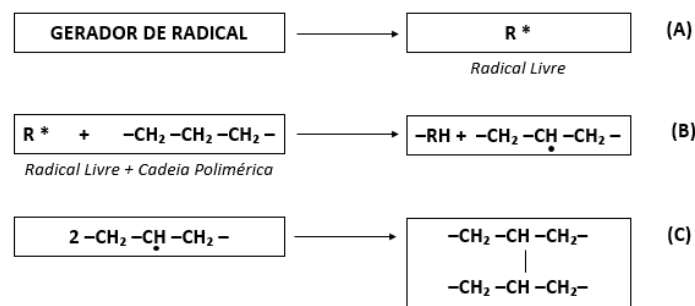 GERADOR DE RADICAL R * (A)
Radical Livre
R * + –CH₂ –CH₂ –CH₂ – –RH + –CH₂ –CH –CH₂ – (B)
•
Radical Livre + Cadeia Polimérica
2 –CH₂ –CH –CH₂ – –CH₂ –CH –CH₂– (C)
•
–CH₂ –CH –CH₂–